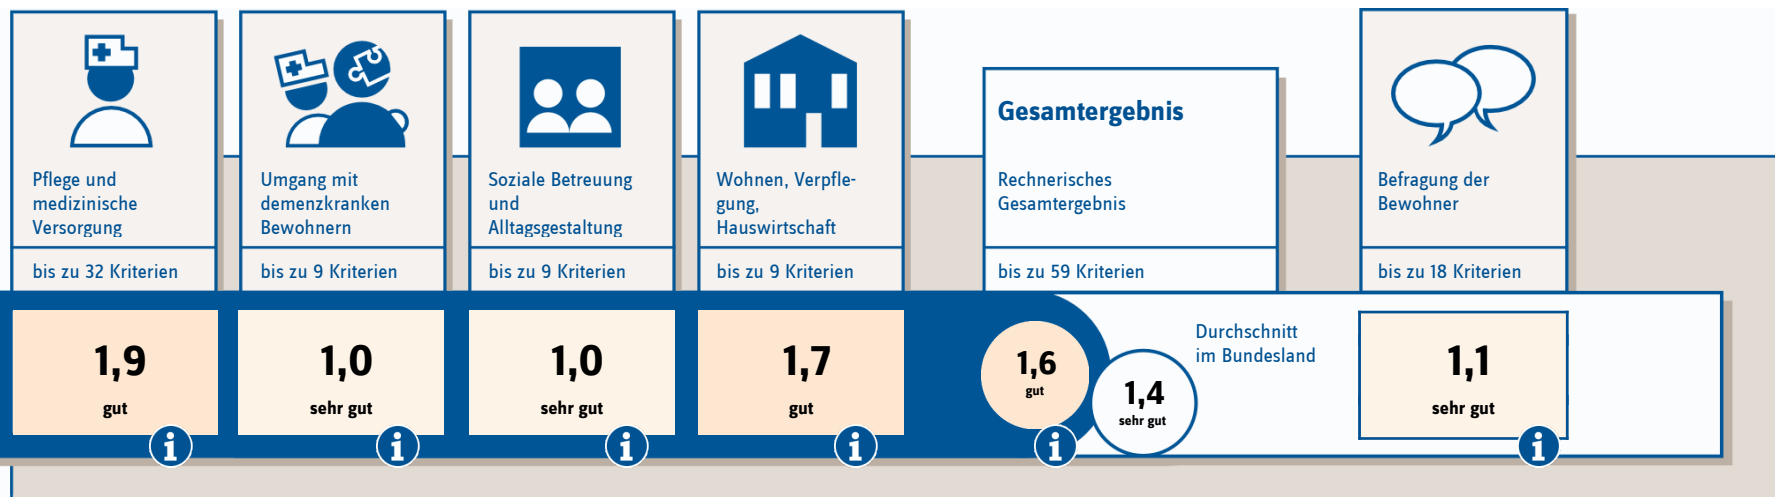 Pflege und
medizinische
Versorgung
bis zu 32 Kriterien
1,9
gut
i
Umgang mit
demenzkranken
Bewohnern
bis zu 9 Kriterien
1,0
sehr gut
i
Soziale Betreuung
und
Alltagsgestaltung
bis zu 9 Kriterien
1,0
sehr gut
i
Wohnen, Verpfle-
gung,
Hauswirtschaft
bis zu 9 Kriterien
1,7
gut
i
Gesamtergebnis
Rechnerisches
Gesamtergebnis
bis zu 59 Kriterien
1,6
gut
i
1,4
sehr gut
Durchschnitt
im Bundesland
Befragung der
Bewohner
bis zu 18 Kriterien
1,1
sehr gut
i